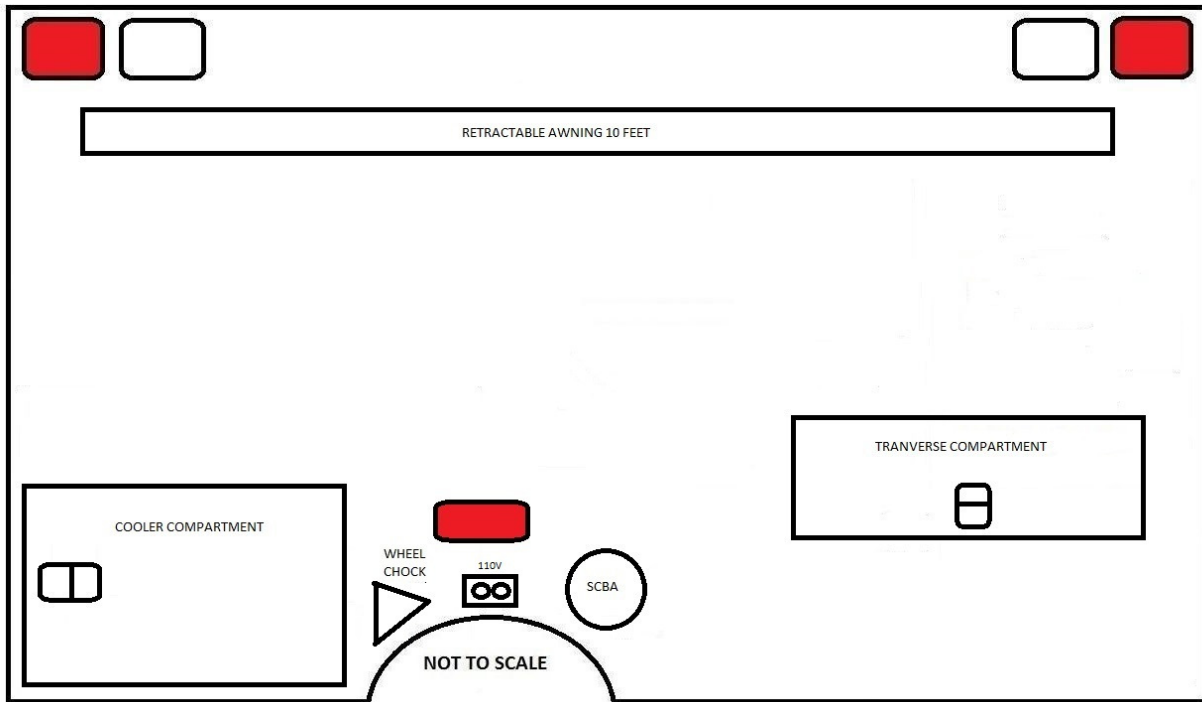 RETRACTABLE AWNING 10 FEET
TRANVERSE COMPARTMENT
COOLER COMPARTMENT
WHEEL
CHOCK
110V
SCBA
NOT TO SCALE